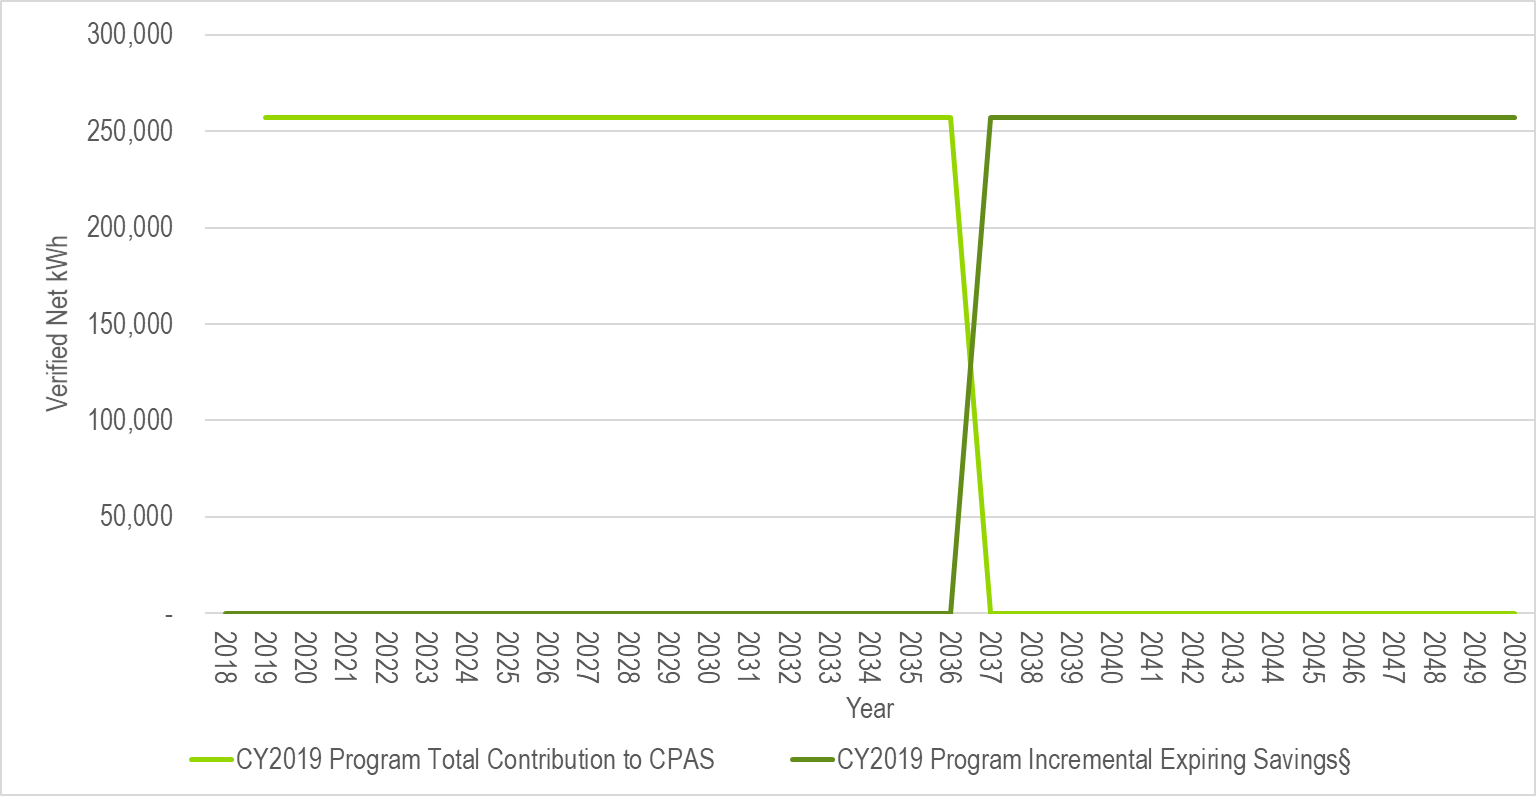 300,000
250,000
200,000
150,000
100,000
50,000
-
Verified Net kWh
2018 2019 2020 2021 2022 2023 2024 2025 2026 2027 2028 2029 2030 2031 2032 2033 2034 2035 2036 2037 2038 2039 2040 2041 2042 2043 2044 2045 2046 2047 2048 2049 2050
Year
CY2019 Program Total Contribution to CPAS CY2019 Program Incremental Expiring Savings§